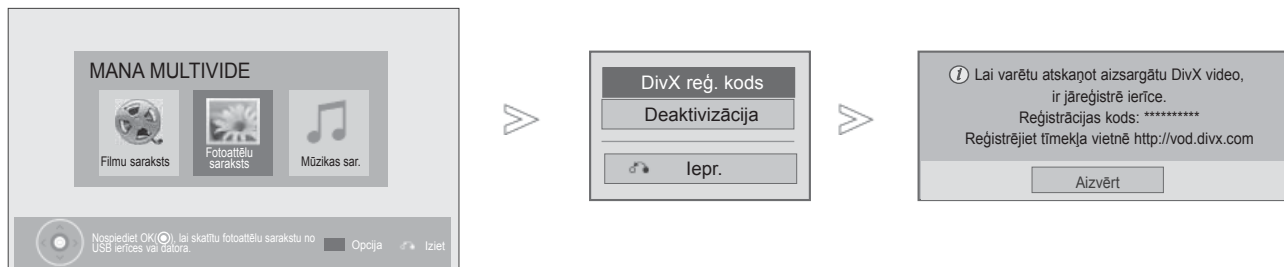 MANA MULTIVIDE
Filmu saraksts
Fotoattēlu
saraksts
Mūzikas sar.
Nospiediet OK(◉), lai skatītu fotoattēlu sarakstu no
USB ierīces vai datora.
Opcija
Iziet
DivX reģ. kods
Deaktivizācija
Iepr.
Lai varētu atskaņot aizsargātu DivX video,
ir jāreģistrē ierīce.
Reģistrācijas kods: **********
Reģistrējiet tīmekļa vietnē http://vod.divx.com
Aizvērt